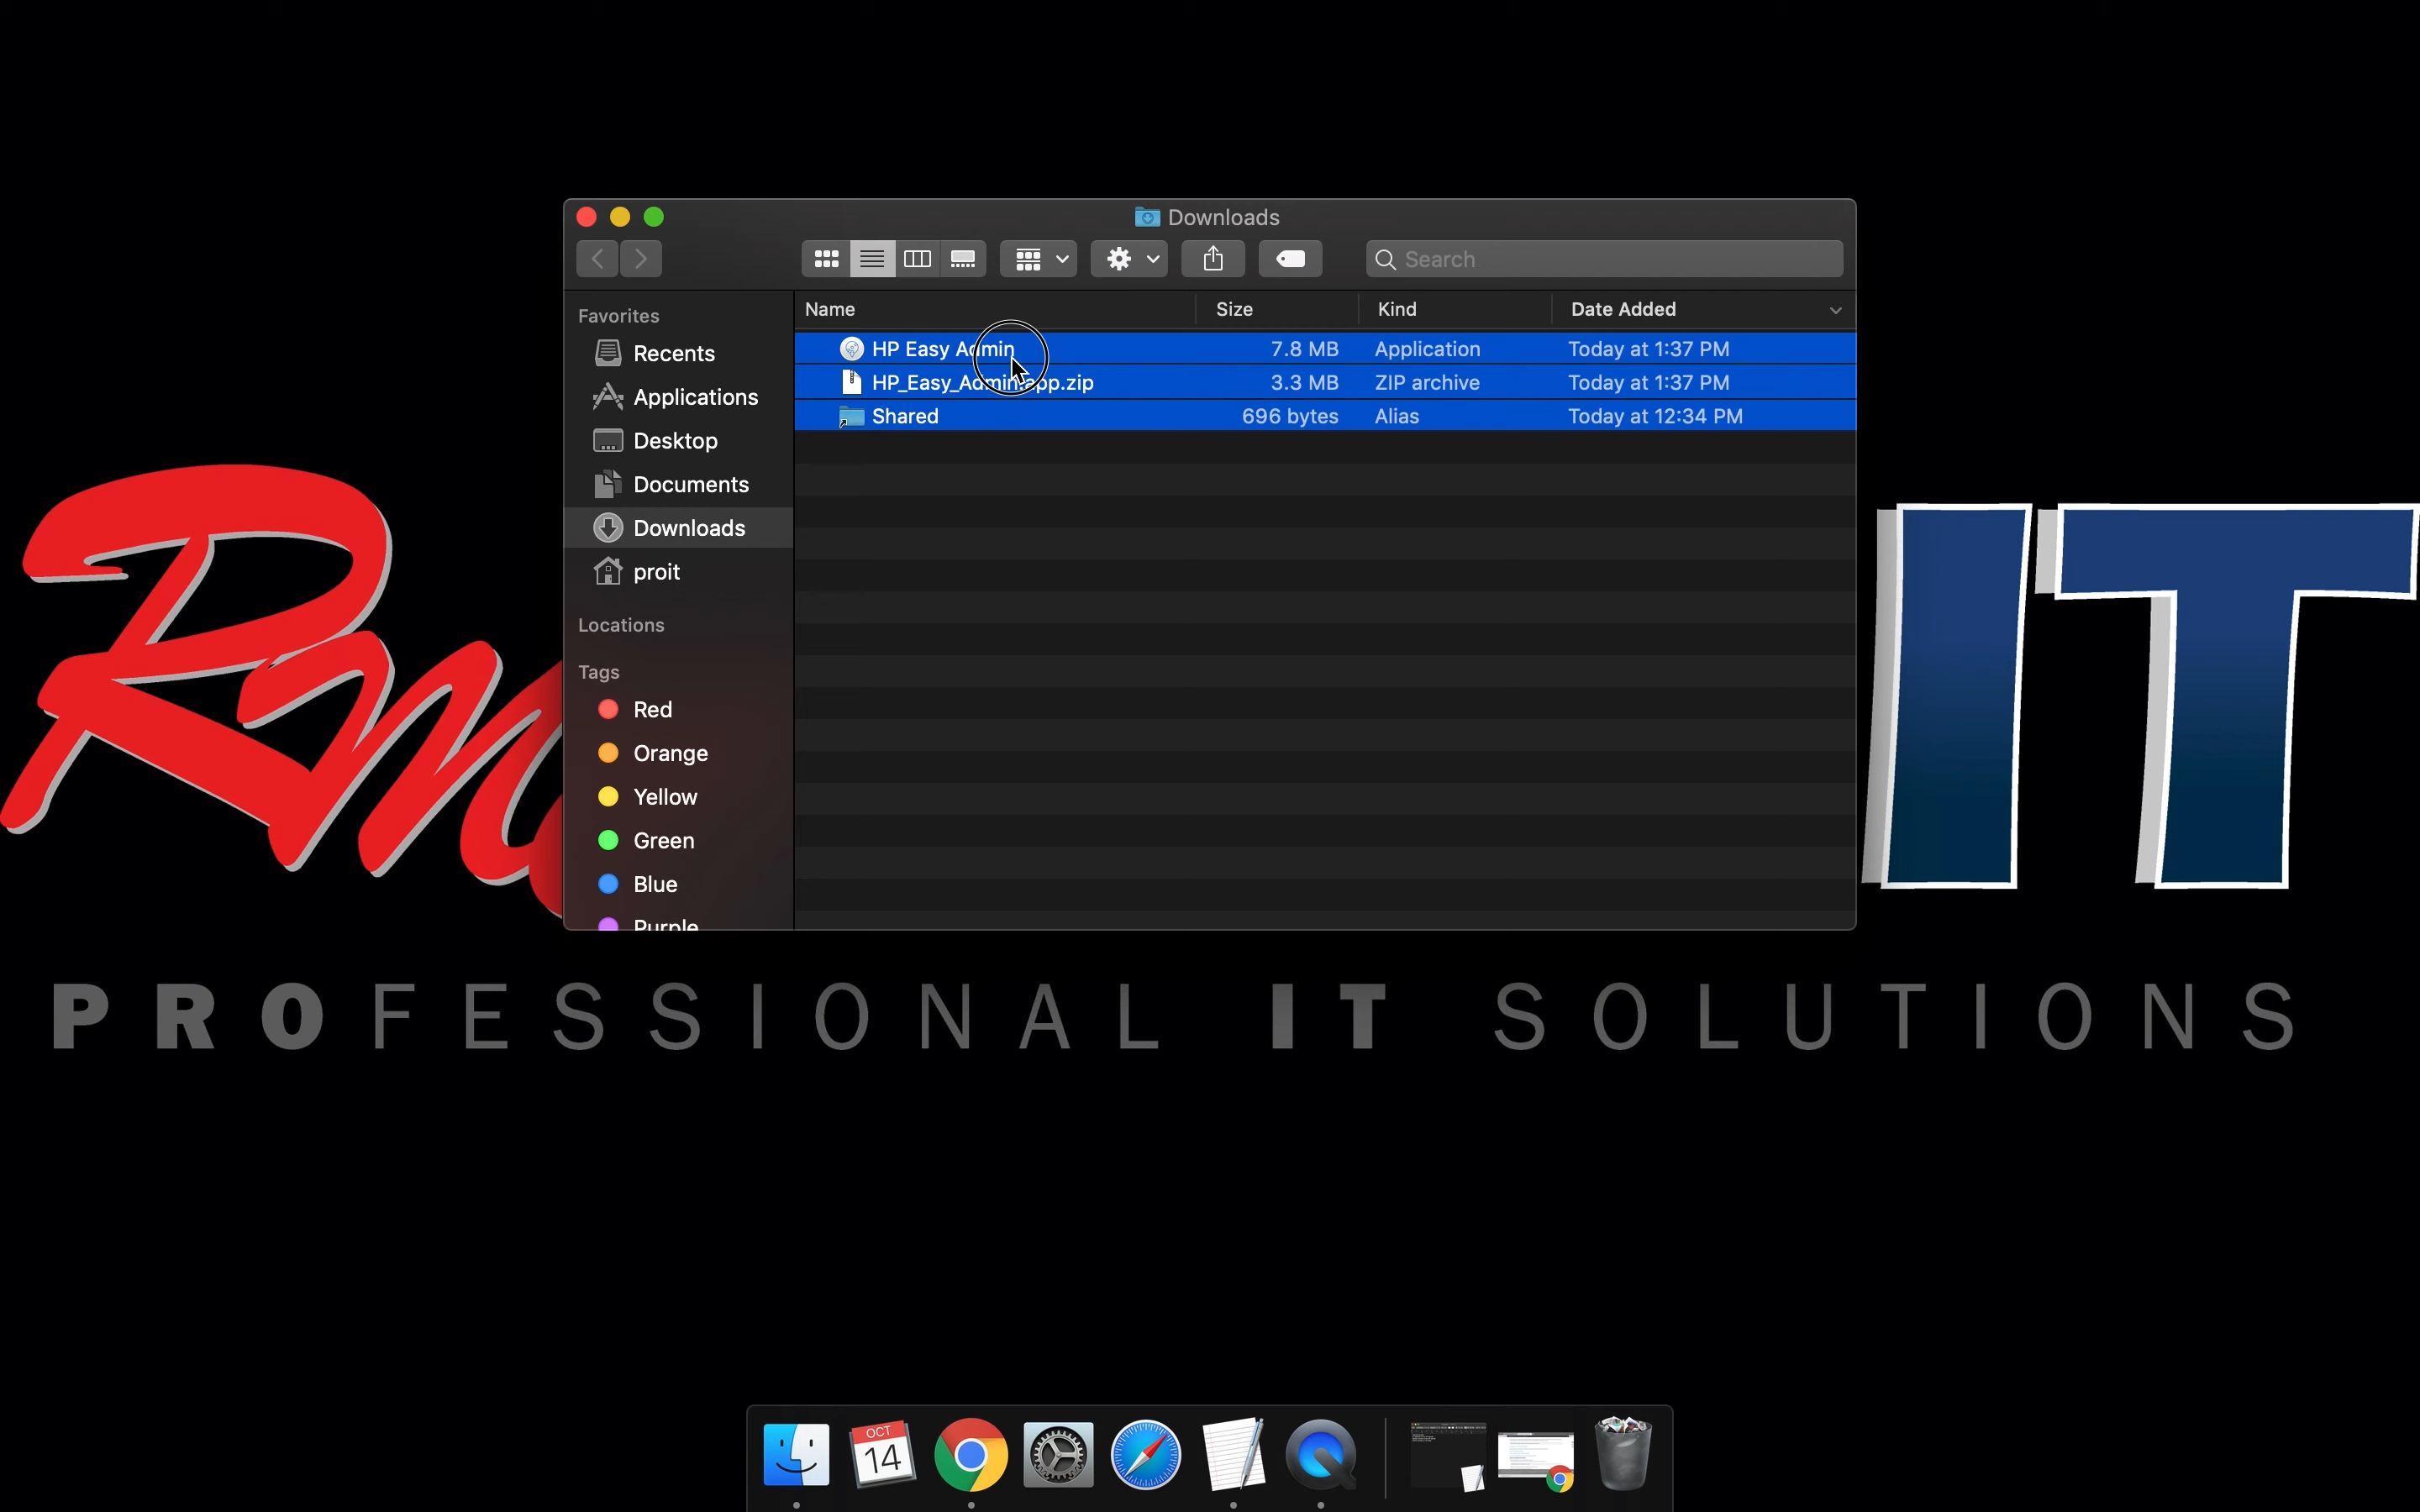 Downloads
Search
Favorites
Recents
Applications
Desktop
Documents
Downloads
proit
Locations
Tags
Red
Orange
Yellow
Green
Blue
Purple
Name Size Kind Date Added
HP Easy Admin 7.8 MB Application Today at 1:37 PM
HP_Easy_Admin.app.zip 3.3 MB ZIP archive Today at 1:37 PM
Shared 696 bytes Alias Today at 12:34 PM
IT
PROFESSIONAL IT SOLUTIONS
OCT
14